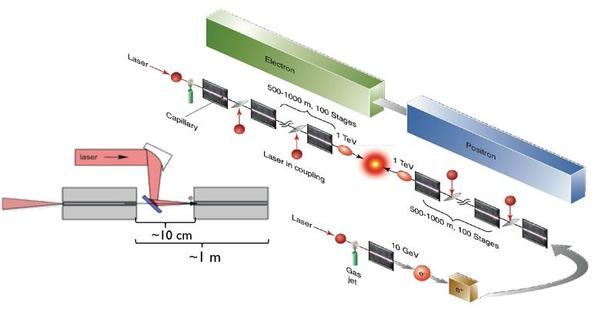 Electron
Laser
500-1000 m, 100 Stages
Capillary
1 TeV
Laser in coupling
Positron
1 TeV
500-1000 m, 100 Stages
laser
~10 cm
~1 m
Laser
Gas
jet
10 GeV
e-
e+